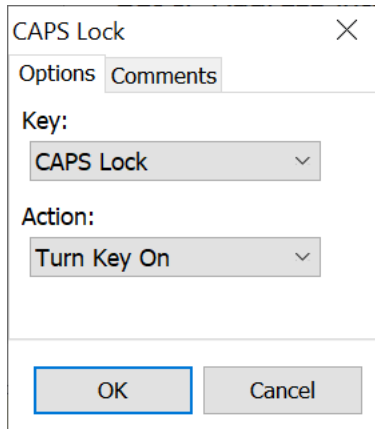 CAPS Lock
Options Comments
Key:
CAPS Lock
Action:
Turn Key On
OK Cancel